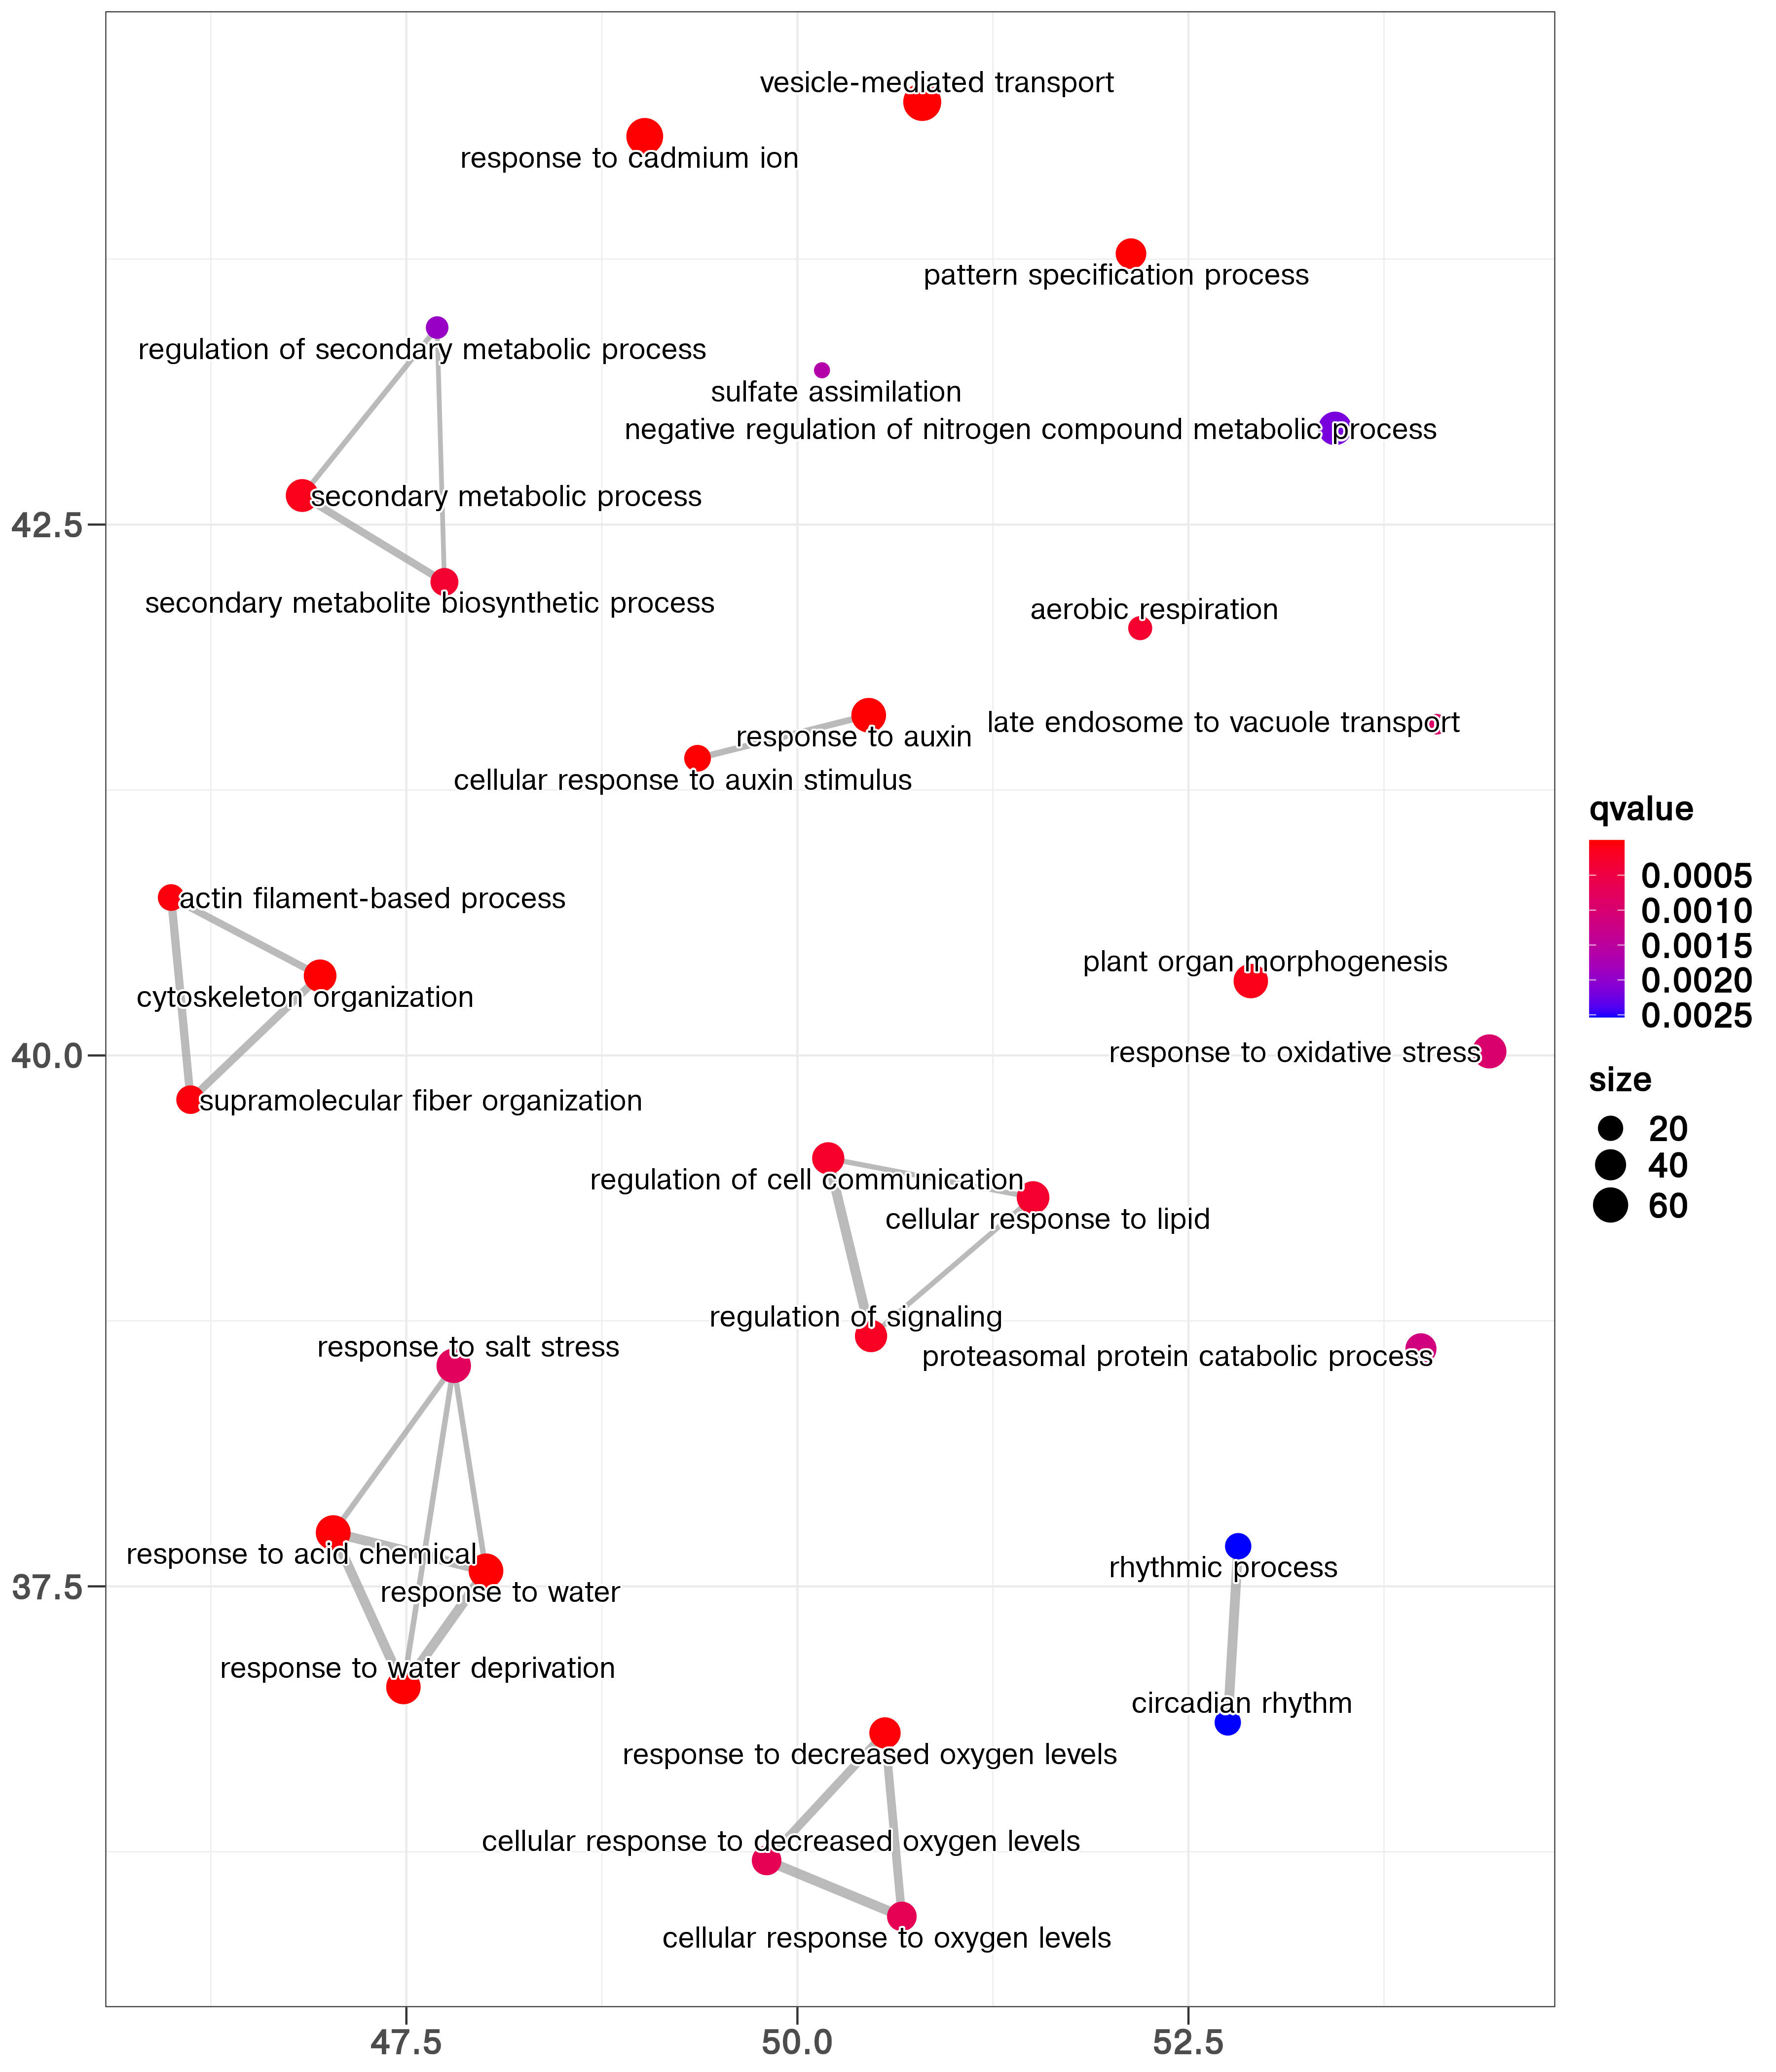 vesicle-mediated transport
response to cadmium ion
pattern specification process
regulation of secondary metabolic process
sulfate assimilation
negative regulation of nitrogen compound metabolic process
secondary metabolic process
42.5
secondary metabolite biosynthetic process
aerobic respiration
late endosome to vacuole transport
response to auxin
cellular response to auxin stimulus
actin filament-based process
plant organ morphogenesis
cytoskeleton organization
40.0
response to oxidative stress
supramolecular fiber organization
regulation of cell communication
cellular response to lipid
regulation of signaling
response to salt stress
proteasomal protein catabolic process
response to acid chemical
rhythmic process
37.5
response to water
response to water deprivation
circadian rhythm
response to decreased oxygen levels
cellular response to decreased oxygen levels
cellular response to oxygen levels
47.5
50.0
52.5
qvalue
0.0005
0.0010
0.0015
0.0020
0.0025
size
20
40
60